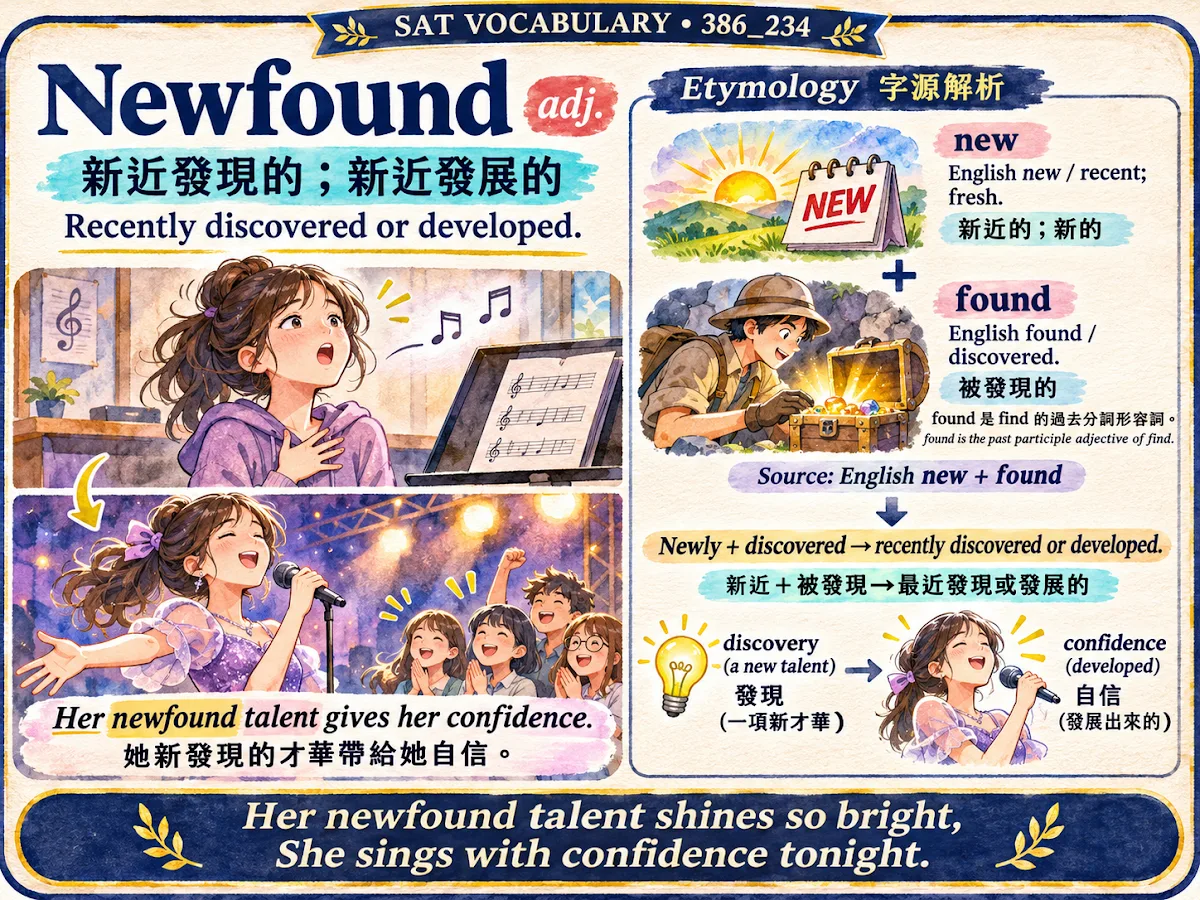 SAT VOCABULARY • 386_234
Newfound adj.
新近發現的；新近發展的
Recently discovered or developed.
Her newfound talent gives her confidence.
她新發現的才華帶給她自信。
Etymology 字源解析
NEW
new
English new / recent;
fresh.
新近的；新的
+
found
English found /
discovered.
被發現的
found 是 find 的過去分詞形容詞。
found is the past participle adjective of find.
Source: English new + found
Newly + discovered → recently discovered or developed.
新近＋被發現→最近發現或發展的
discovery
(a new talent)
發現
(一項新才華)
confidence
(developed)
自信
(發展出來的)
Her newfound talent shines so bright,
She sings with confidence tonight.